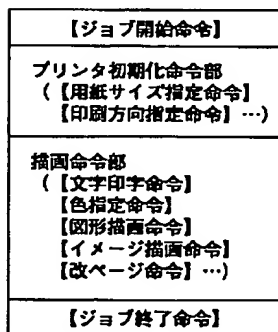 【ジョブ開始命令】
プリンタ初期化命令部
(【用紙サイズ指定命令】
【印刷方向指定命令】…)
描画命令部
(【文字印字命令】
【色指定命令】
【図形描画命令】
【イメージ描画命令】
【改ページ命令】…)
【ジョブ終了命令】